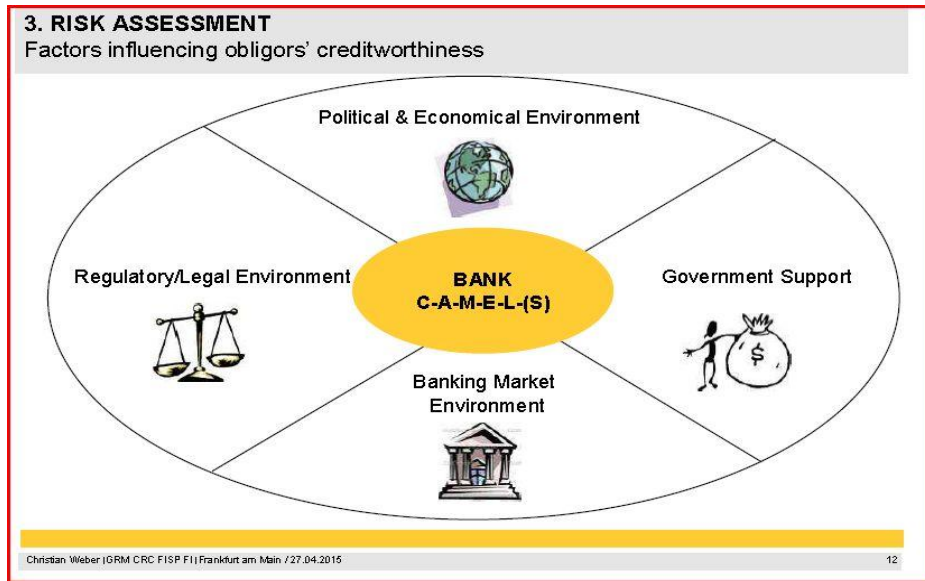 3. RISK ASSESSMENT
Factors influencing obligors' creditworthiness
Political & Economical Environment
Regulatory/Legal Environment
BANK
C-A-M-E-L-(S)
Government Support
$
Banking Market
Environment
Christian Weber |GRM CRC FISP FI| Frankfurt am Main / 27.04.2015
12